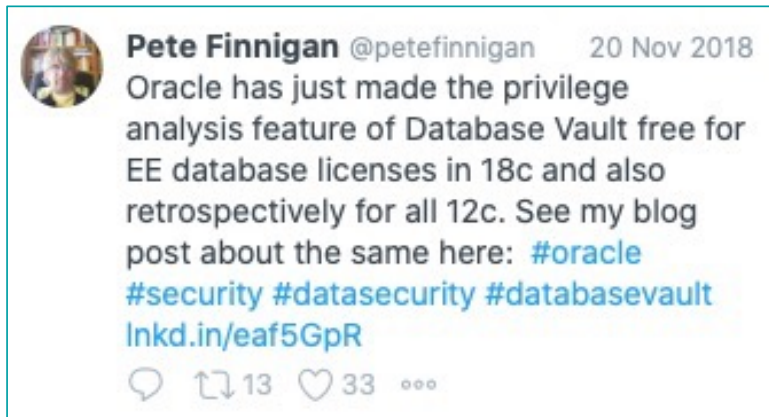 Pete Finnigan @petefinnigan 20 Nov 2018
Oracle has just made the privilege
analysis feature of Database Vault free for
EE database licenses in 18c and also
retrospectively for all 12c. See my blog
post about the same here: #oracle
#security #datasecurity #databasevault
lnkd.in/eaf5GpR
13 33